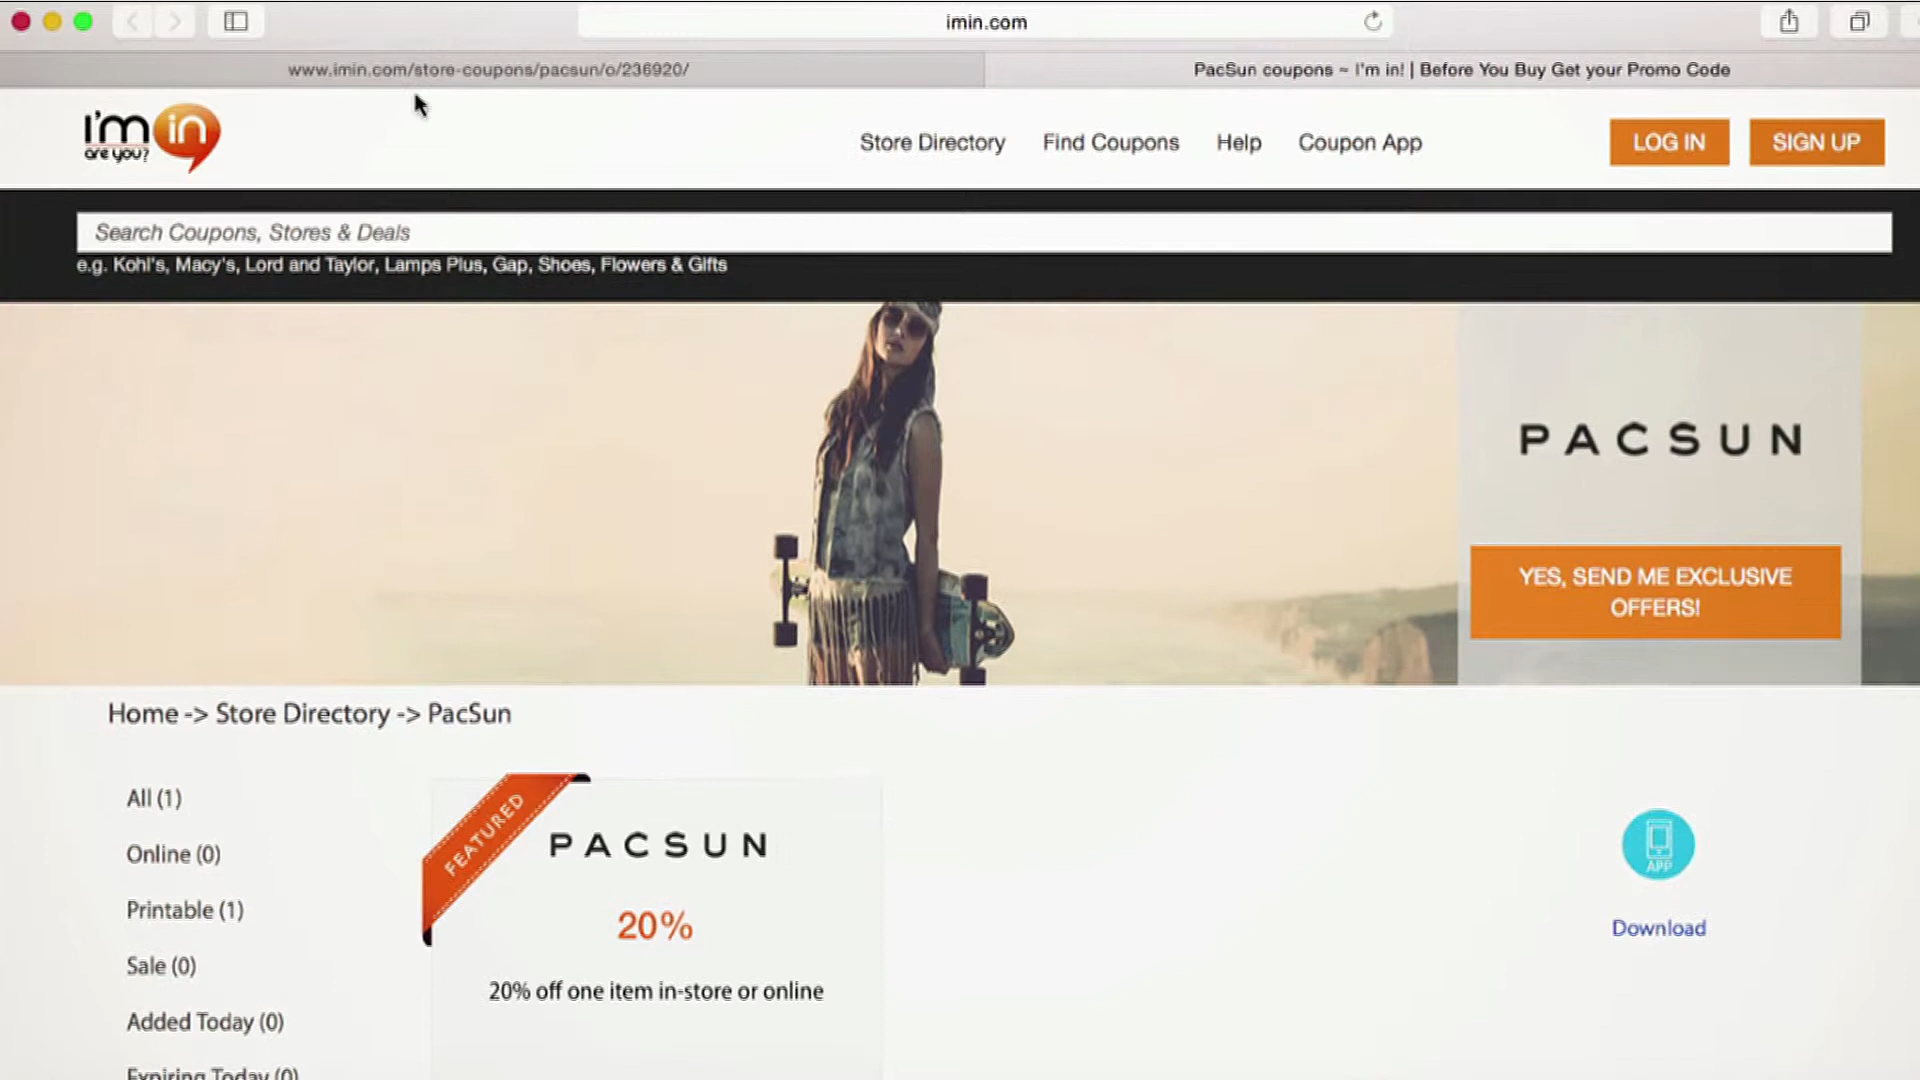 imin.com
www.imin.com/store-coupons/pacsun/o/236920/
PacSun coupons ~ I'm in! | Before You Buy Get your Promo Code
I'm in
are you?
Store Directory
Find Coupons
Help
Coupon App
LOG IN
SIGN UP
Search Coupons, Stores & Deals
e.g. Kohl's, Macy's, Lord and Taylor, Lamps Plus, Gap, Shoes, Flowers & Gifts
PACSUN
YES, SEND ME EXCLUSIVE
OFFERS!
Home -> Store Directory -> PacSun
All (1)
Online (0)
Printable (1)
Sale (0)
Added Today (0)
Expiring Today (0)
FEATURED
PACSUN
20%
20% off one item in-store or online
APP
Download